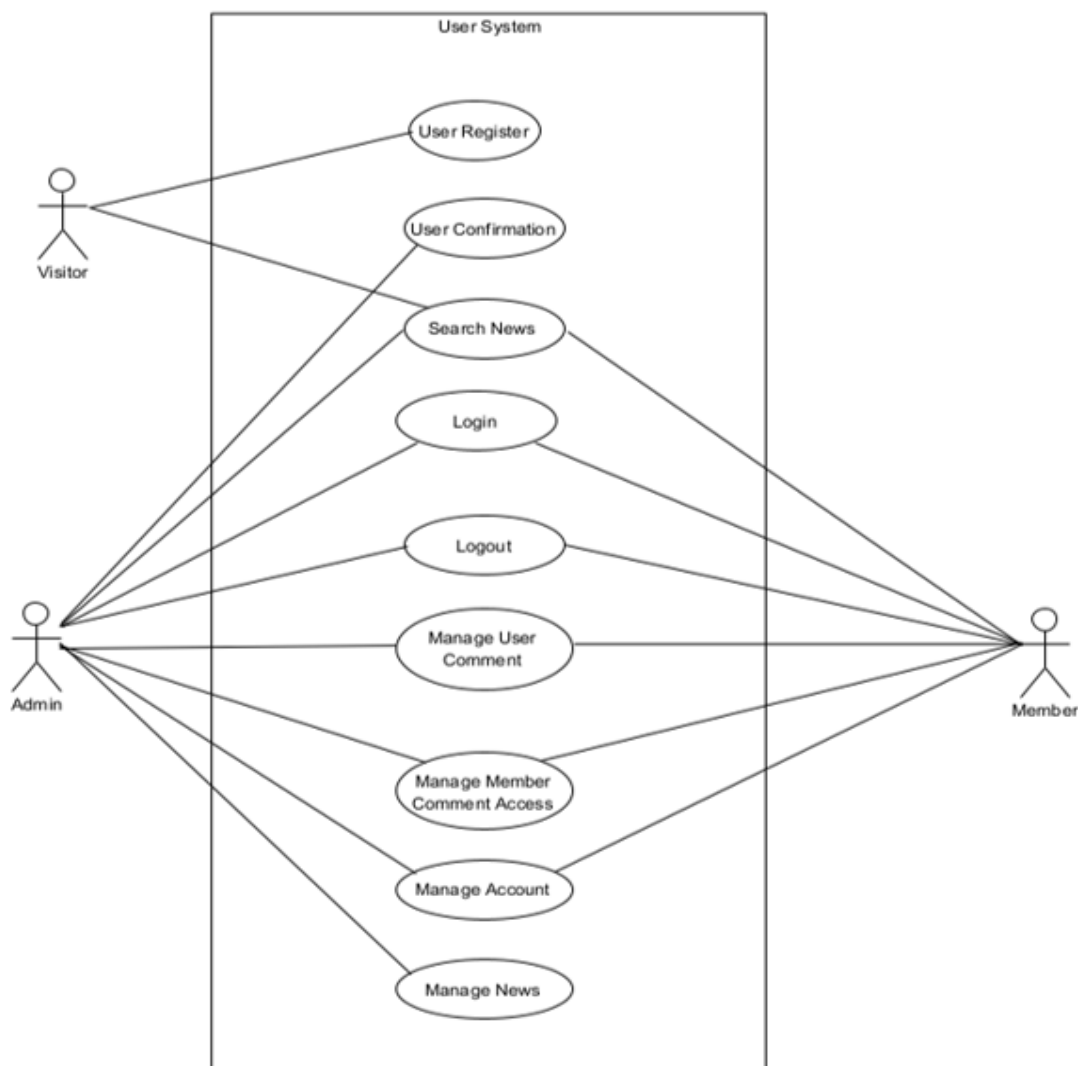 User System
User Register
User Confirmation
Visitor
Search News
Login
Logout
Manage User
Comment
Admin
Member
Manage Member
Comment Access
Manage Account
Manage News